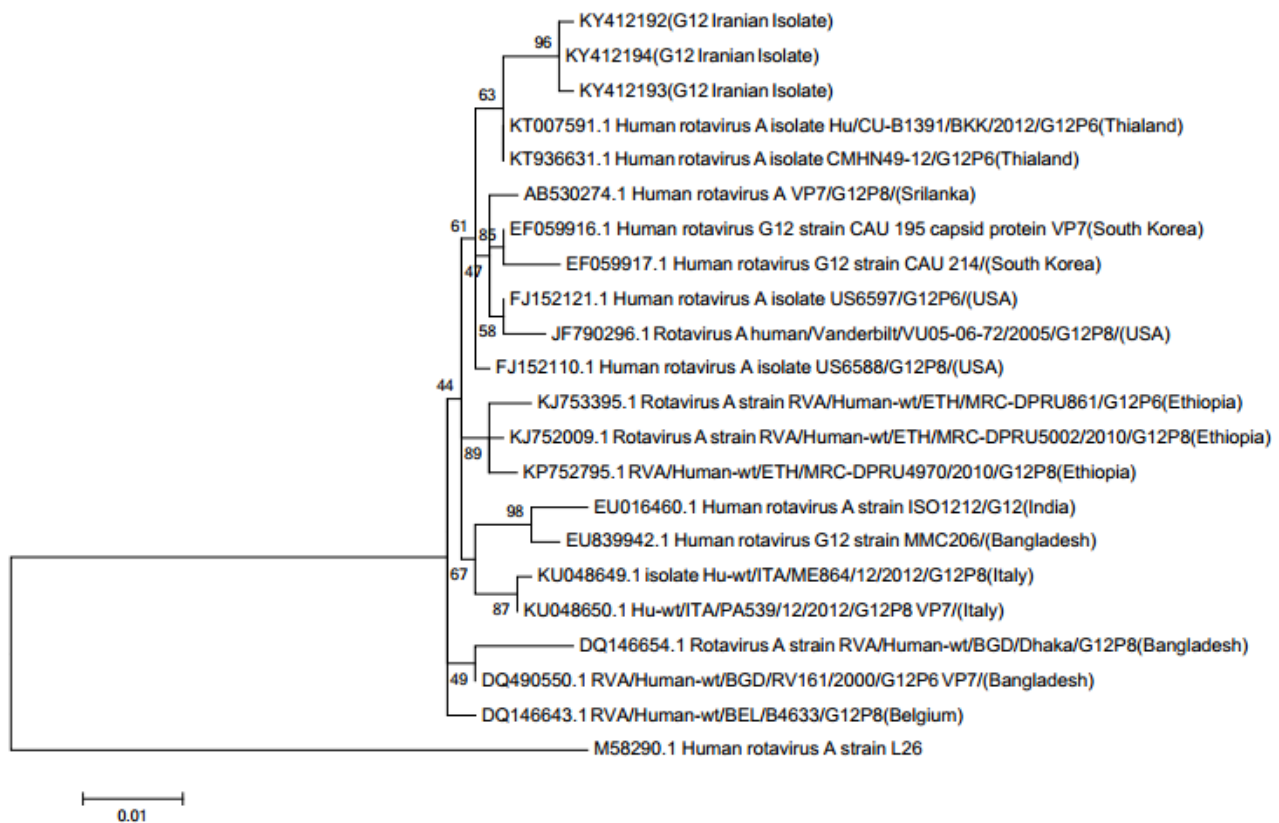 KY412192(G12 Iranian Isolate)
96
KY412194(G12 Iranian Isolate)
KY412193(G12 Iranian Isolate)
63
KT007591.1 Human rotavirus A isolate Hu/CU-B1391/BKK/2012/G12P6(Thialand)
KT936631.1 Human rotavirus A isolate CMHN49-12/G12P6(Thialand)
AB530274.1 Human rotavirus A VP7/G12P8/(Srilanka)
61
85
EF059916.1 Human rotavirus G12 strain CAU 195 capsid protein VP7(South Korea)
47
EF059917.1 Human rotavirus G12 strain CAU 214/(South Korea)
FJ152121.1 Human rotavirus A isolate US6597/G12P6/(USA)
58
JF790296.1 Rotavirus A human/Vanderbilt/VU05-06-72/2005/G12P8/(USA)
FJ152110.1 Human rotavirus A isolate US6588/G12P8/(USA)
44
KJ753395.1 Rotavirus A strain RVA/Human-wt/ETH/MRC-DPRU861/G12P6(Ethiopia)
KJ752009.1 Rotavirus A strain RVA/Human-wt/ETH/MRC-DPRU5002/2010/G12P8(Ethiopia)
89
KP752795.1 RVA/Human-wt/ETH/MRC-DPRU4970/2010/G12P8(Ethiopia)
98
EU016460.1 Human rotavirus A strain ISO1212/G12(India)
EU839942.1 Human rotavirus G12 strain MMC206/(Bangladesh)
67
KU048649.1 isolate Hu-wt/ITA/ME864/12/2012/G12P8(Italy)
87
KU048650.1 Hu-wt/ITA/PA539/12/2012/G12P8 VP7/(Italy)
DQ146654.1 Rotavirus A strain RVA/Human-wt/BGD/Dhaka/G12P8(Bangladesh)
49
DQ490550.1 RVA/Human-wt/BGD/RV161/2000/G12P6 VP7/(Bangladesh)
DQ146643.1 RVA/Human-wt/BEL/B4633/G12P8(Belgium)
M58290.1 Human rotavirus A strain L26
0.01